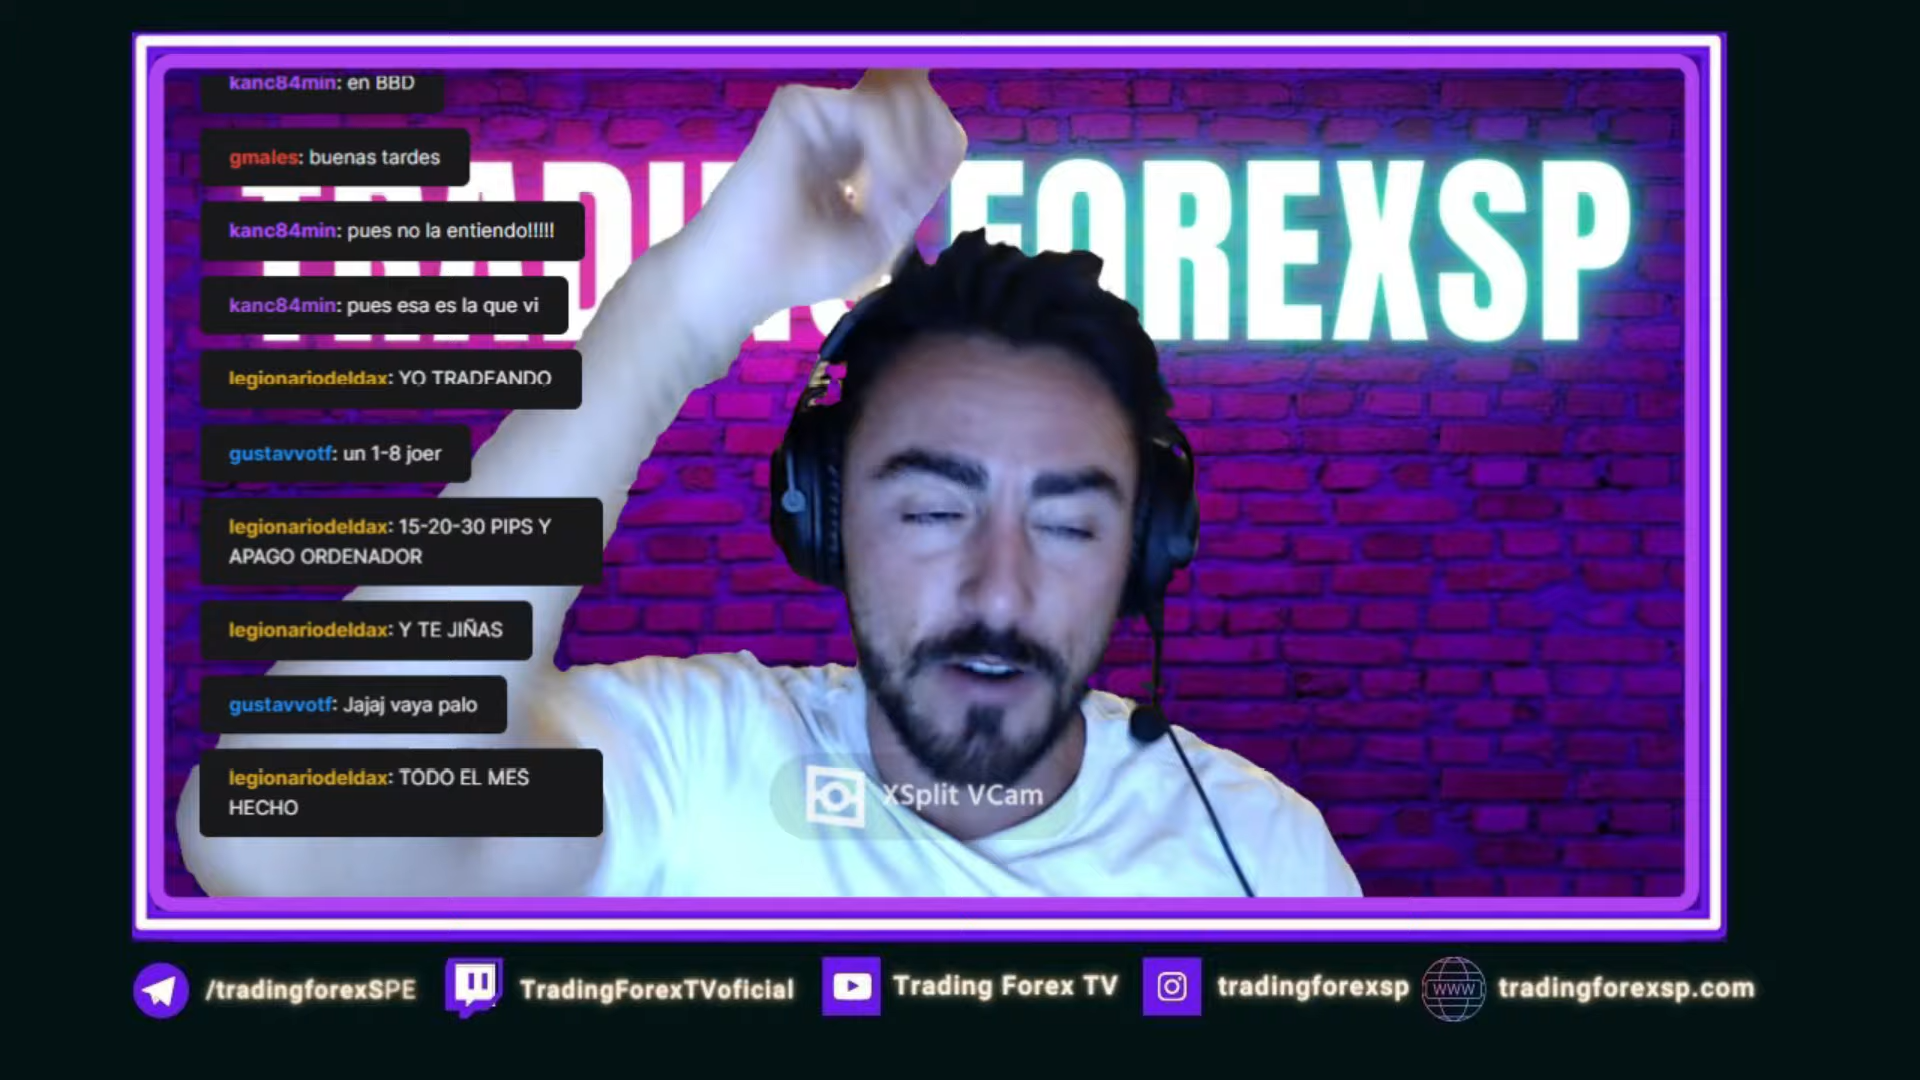 kanc84min: en BBD
gmales: buenas tardes
kanc84min: pues no la entiendo!!!!!
kanc84min: pues esa es la que vi
legionariodeldax: YO TRADEANDO
gustavvotf: un 1-8 joer
legionariodeldax: 15-20-30 PIPS Y
APAGO ORDENADOR
legionariodeldax: Y TE JIÑAS
gustavvotf: Jajaj vaya palo
legionariodeldax: TODO EL MES
HECHO
TRADING FOREXSP
XSplit VCam
/tradingforexSPE
TradingForexTVoficial
Trading Forex TV
tradingforexsp
WWW
tradingforexsp.com